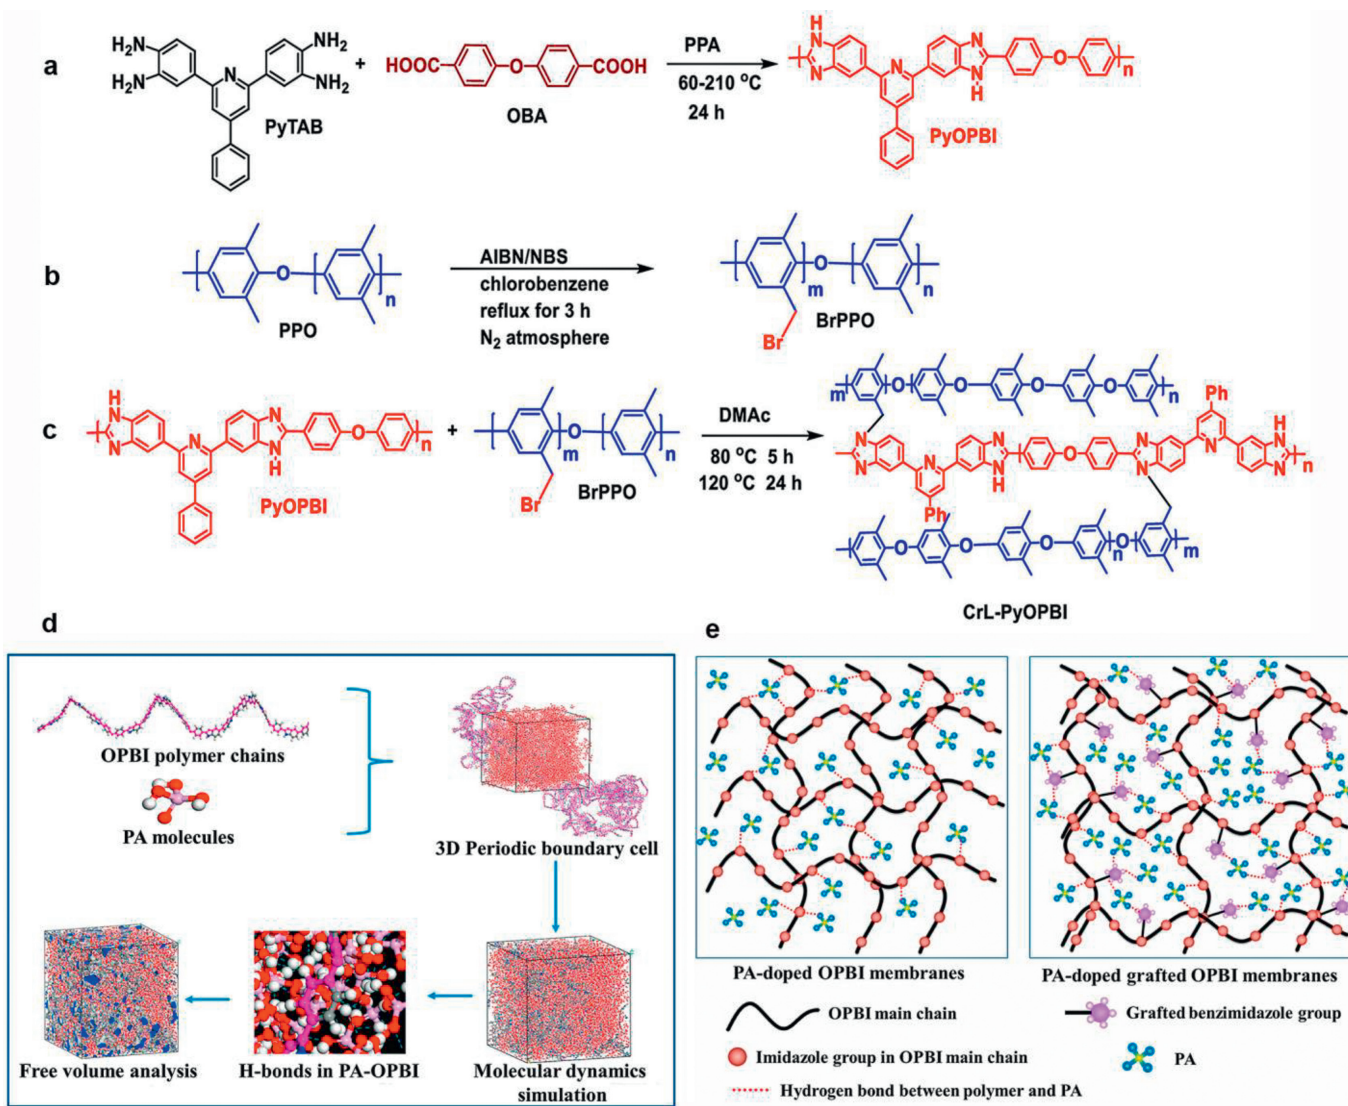 a
H₂N
H₂N
N
NH₂
NH₂
PyTAB
+
HOOC
O
COOH
OBA
PPA
60-210 °C
24 h
H
N
N
N
N
N
H
O
n
PyOPBI
b
O
n
PPO
AIBN/NBS
chlorobenzene
reflux for 3 h
N₂ atmosphere
O
m
n
Br
BrPPO
c
H
N
N
N
N
N
H
O
n
PyOPBI
+
O
m
n
Br
BrPPO
DMAc
80 °C 5 h
120 °C 24 h
m
O
O
O
O
n
Ph
N
N
N
N
N
H
O
N
N
N
H
N
N
n
Ph
O
O
O
n
O
m
CrL-PyOPBI
d
OPBI polymer chains
PA molecules
3D Periodic boundary cell
Free volume analysis
H-bonds in PA-OPBI
Molecular dynamics
simulation
e
PA-doped OPBI membranes
PA-doped grafted OPBI membranes
OPBI main chain
Grafted benzimidazole group
Imidazole group in OPBI main chain
PA
Hydrogen bond between polymer and PA